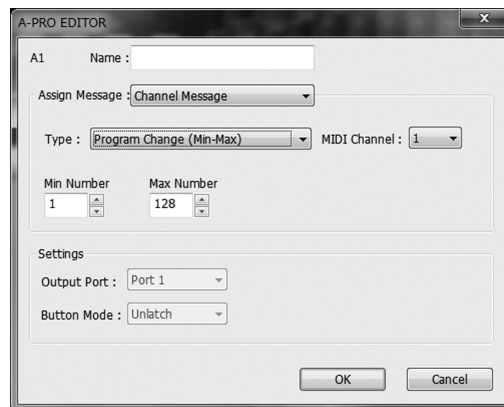 A-PRO EDITOR
x
A1 Name :
Assign Message : Channel Message
Type : Program Change (Min-Max) MIDI Channel : 1
Min Number Max Number
1 128
Settings
Output Port : Port 1
Button Mode : Unlatch
OK Cancel